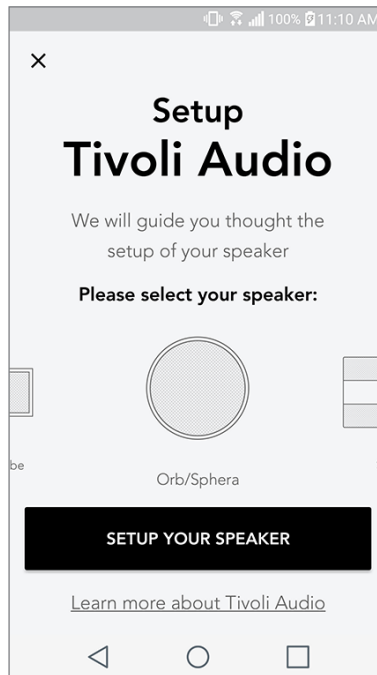 100% 11:10 AM
Setup
Tivoli Audio
We will guide you thought the
setup of your speaker
Please select your speaker:
be
Orb/Sphera
SETUP YOUR SPEAKER
Learn more about Tivoli Audio